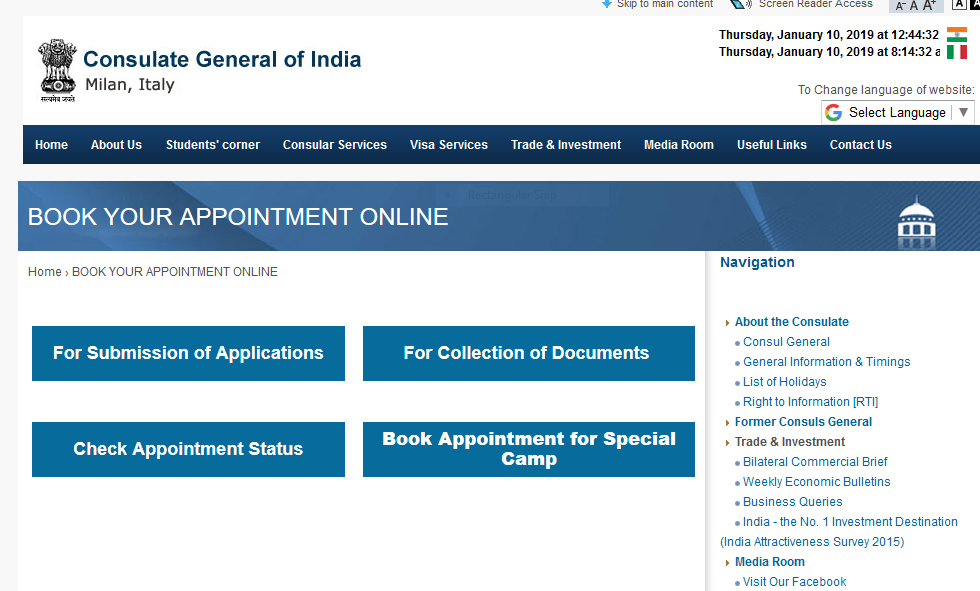 Skip to main content
Screen Reader Access
A- A A+
A A
Thursday, January 10, 2019 at 12:44:32
Thursday, January 10, 2019 at 8:14:32 a
सत्यमेव जयते
Consulate General of India
Milan, Italy
To Change language of website:
G Select Language ▼
Home About Us Students' corner Consular Services Visa Services Trade & Investment Media Room Useful Links Contact Us
Rectangular Snip
BOOK YOUR APPOINTMENT ONLINE
Home › BOOK YOUR APPOINTMENT ONLINE
For Submission of Applications
For Collection of Documents
Check Appointment Status
Book Appointment for Special
Camp
Navigation
About the Consulate
Consul General
General Information & Timings
List of Holidays
Right to Information [RTI]
Former Consuls General
Trade & Investment
Bilateral Commercial Brief
Weekly Economic Bulletins
Business Queries
India - the No. 1 Investment Destination
(India Attractiveness Survey 2015)
Media Room
Visit Our Facebook